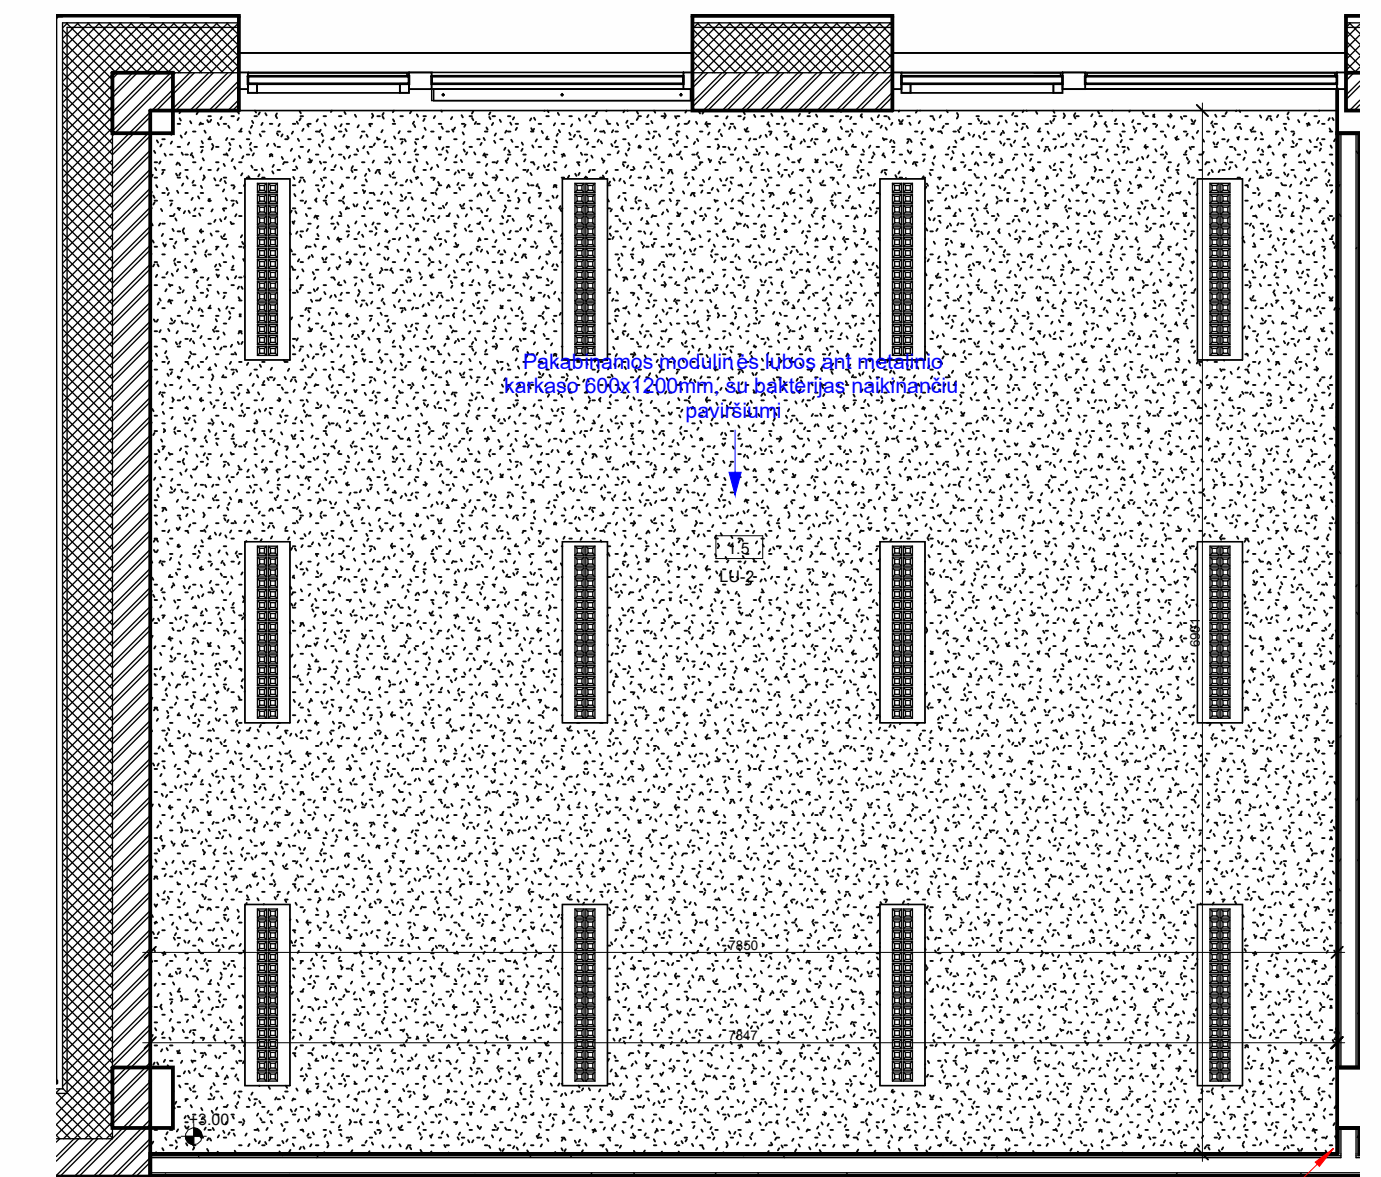 Pakabinamos modulinės lubos ant metalinio
karkaso 600x1200mm, su bakterijas naikinančiu
paviršiumi
1.5
LU-2
7850
7847
+3.00